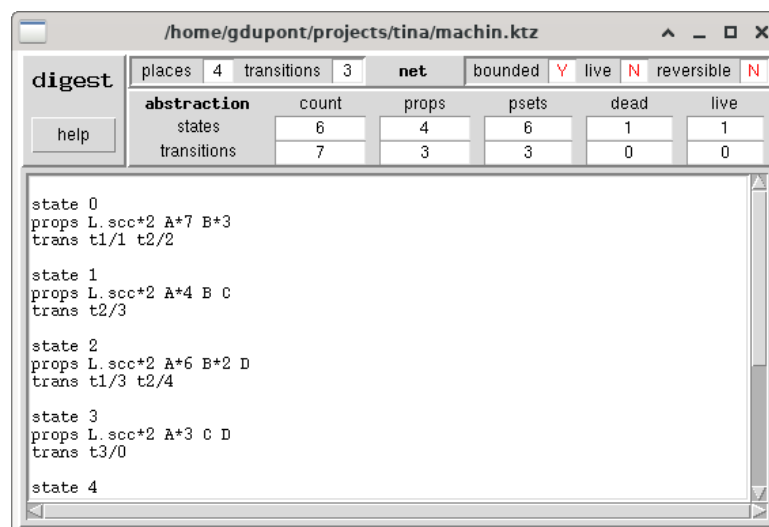 /home/gdupont/projects/tina/machin.ktz
digest
help
places 4 transitions 3 net bounded Y live N reversible N
abstraction count props psets dead live
states 6 4 6 1 1
transitions 7 3 3 0 0
state 0
props L.scc*2 A*7 B*3
trans t1/1 t2/2
state 1
props L.scc*2 A*4 B C
trans t2/3
state 2
props L.scc*2 A*6 B*2 D
trans t1/3 t2/4
state 3
props L.scc*2 A*3 C D
trans t3/0
state 4